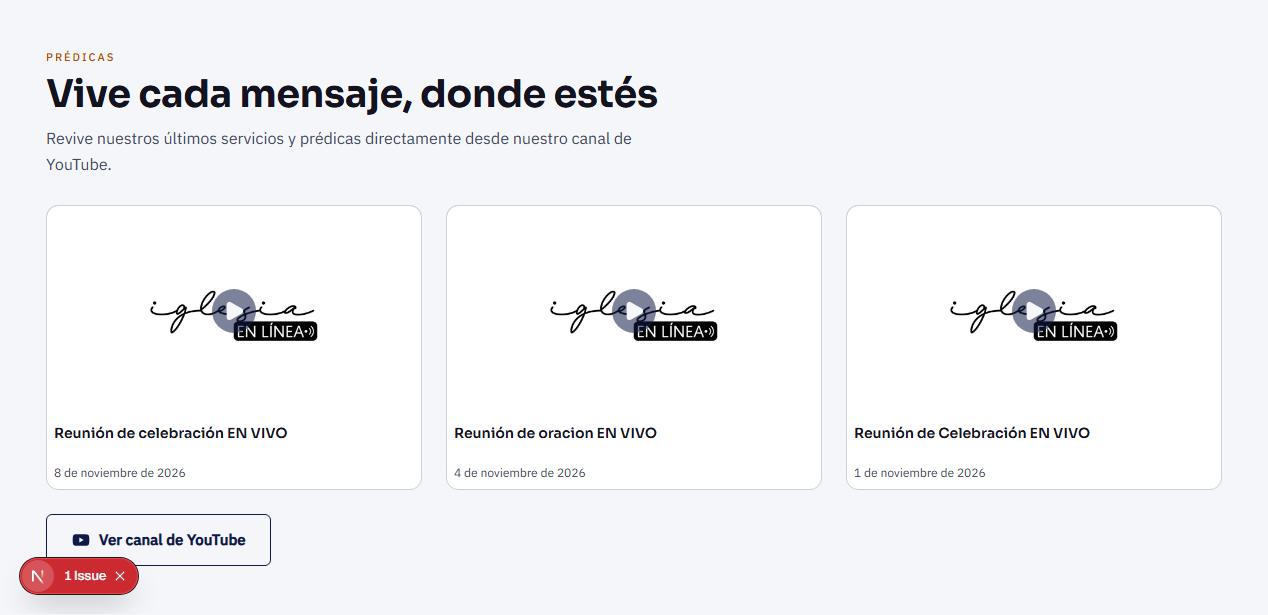 PRÉDICAS
Vive cada mensaje, donde estés
Revive nuestros últimos servicios y prédicas directamente desde nuestro canal de
YouTube.
iglesia
EN LÍNEA
iglesia
EN LÍNEA
iglesia
EN LÍNEA
Reunión de celebración EN VIVO
Reunión de oracion EN VIVO
Reunión de Celebración EN VIVO
8 de noviembre de 2026
4 de noviembre de 2026
1 de noviembre de 2026
Ver canal de YouTube
N 1 Issue